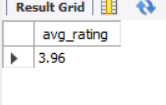 Result Grid
avg_rating
3.96